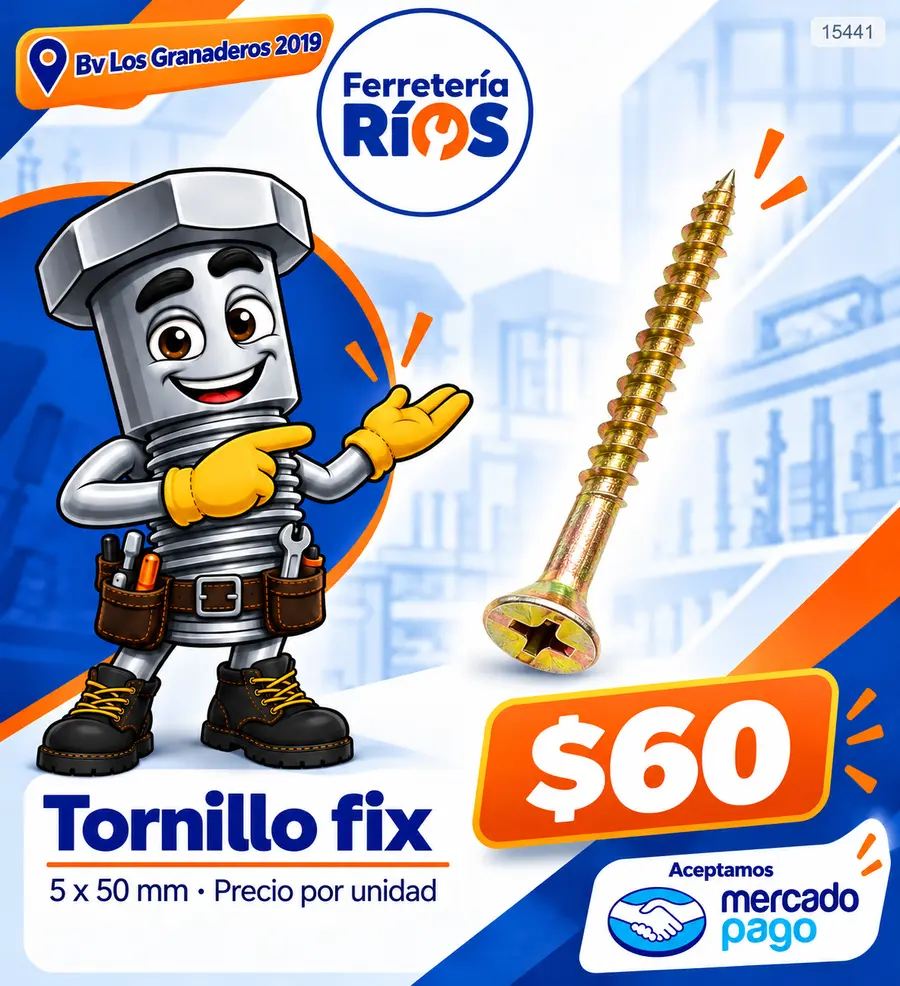 Bv Los Granaderos 2019
Ferretería
RÍOS
15441
$60
Tornillo fix
5 x 50 mm • Precio por unidad
Aceptamos
mercado
pago